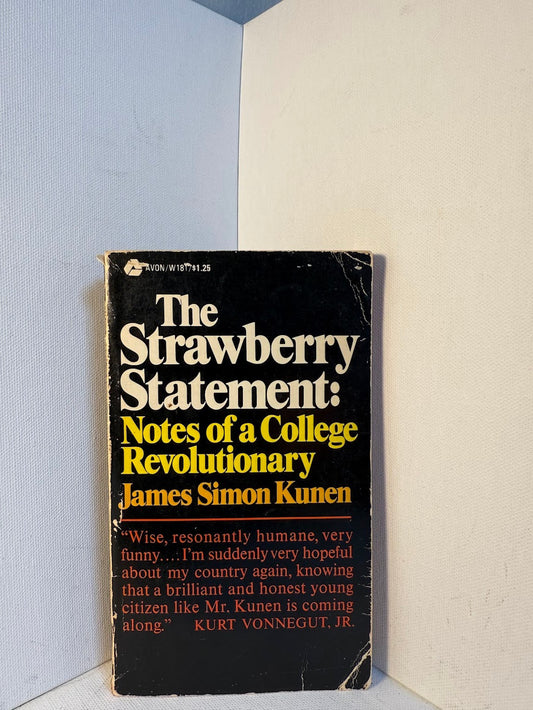 AVON/W181/$1.25
The
Strawberry
Statement:
Notes of a College
Revolutionary
James Simon Kunen
“Wise, resonantly humane, very
funny....I'm suddenly very hopeful
about my country again, knowing
that a brilliant and honest young
citizen like Mr. Kunen is coming
along.” KURT VONNEGUT, JR.